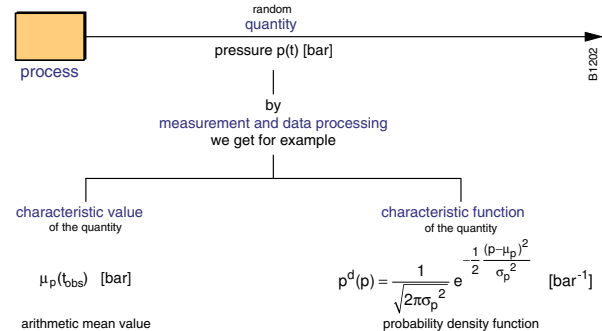 random
quantity
process
pressure p(t) [bar]
B1202
by
measurement and data processing
we get for example
characteristic value
of the quantity
μp(tobs) [bar]
arithmetic mean value
characteristic function
of the quantity
p^d(p) = 1/√(2πσp²) e^(-1/2 (p-μp)²/σp²) [bar⁻¹]
probability density function